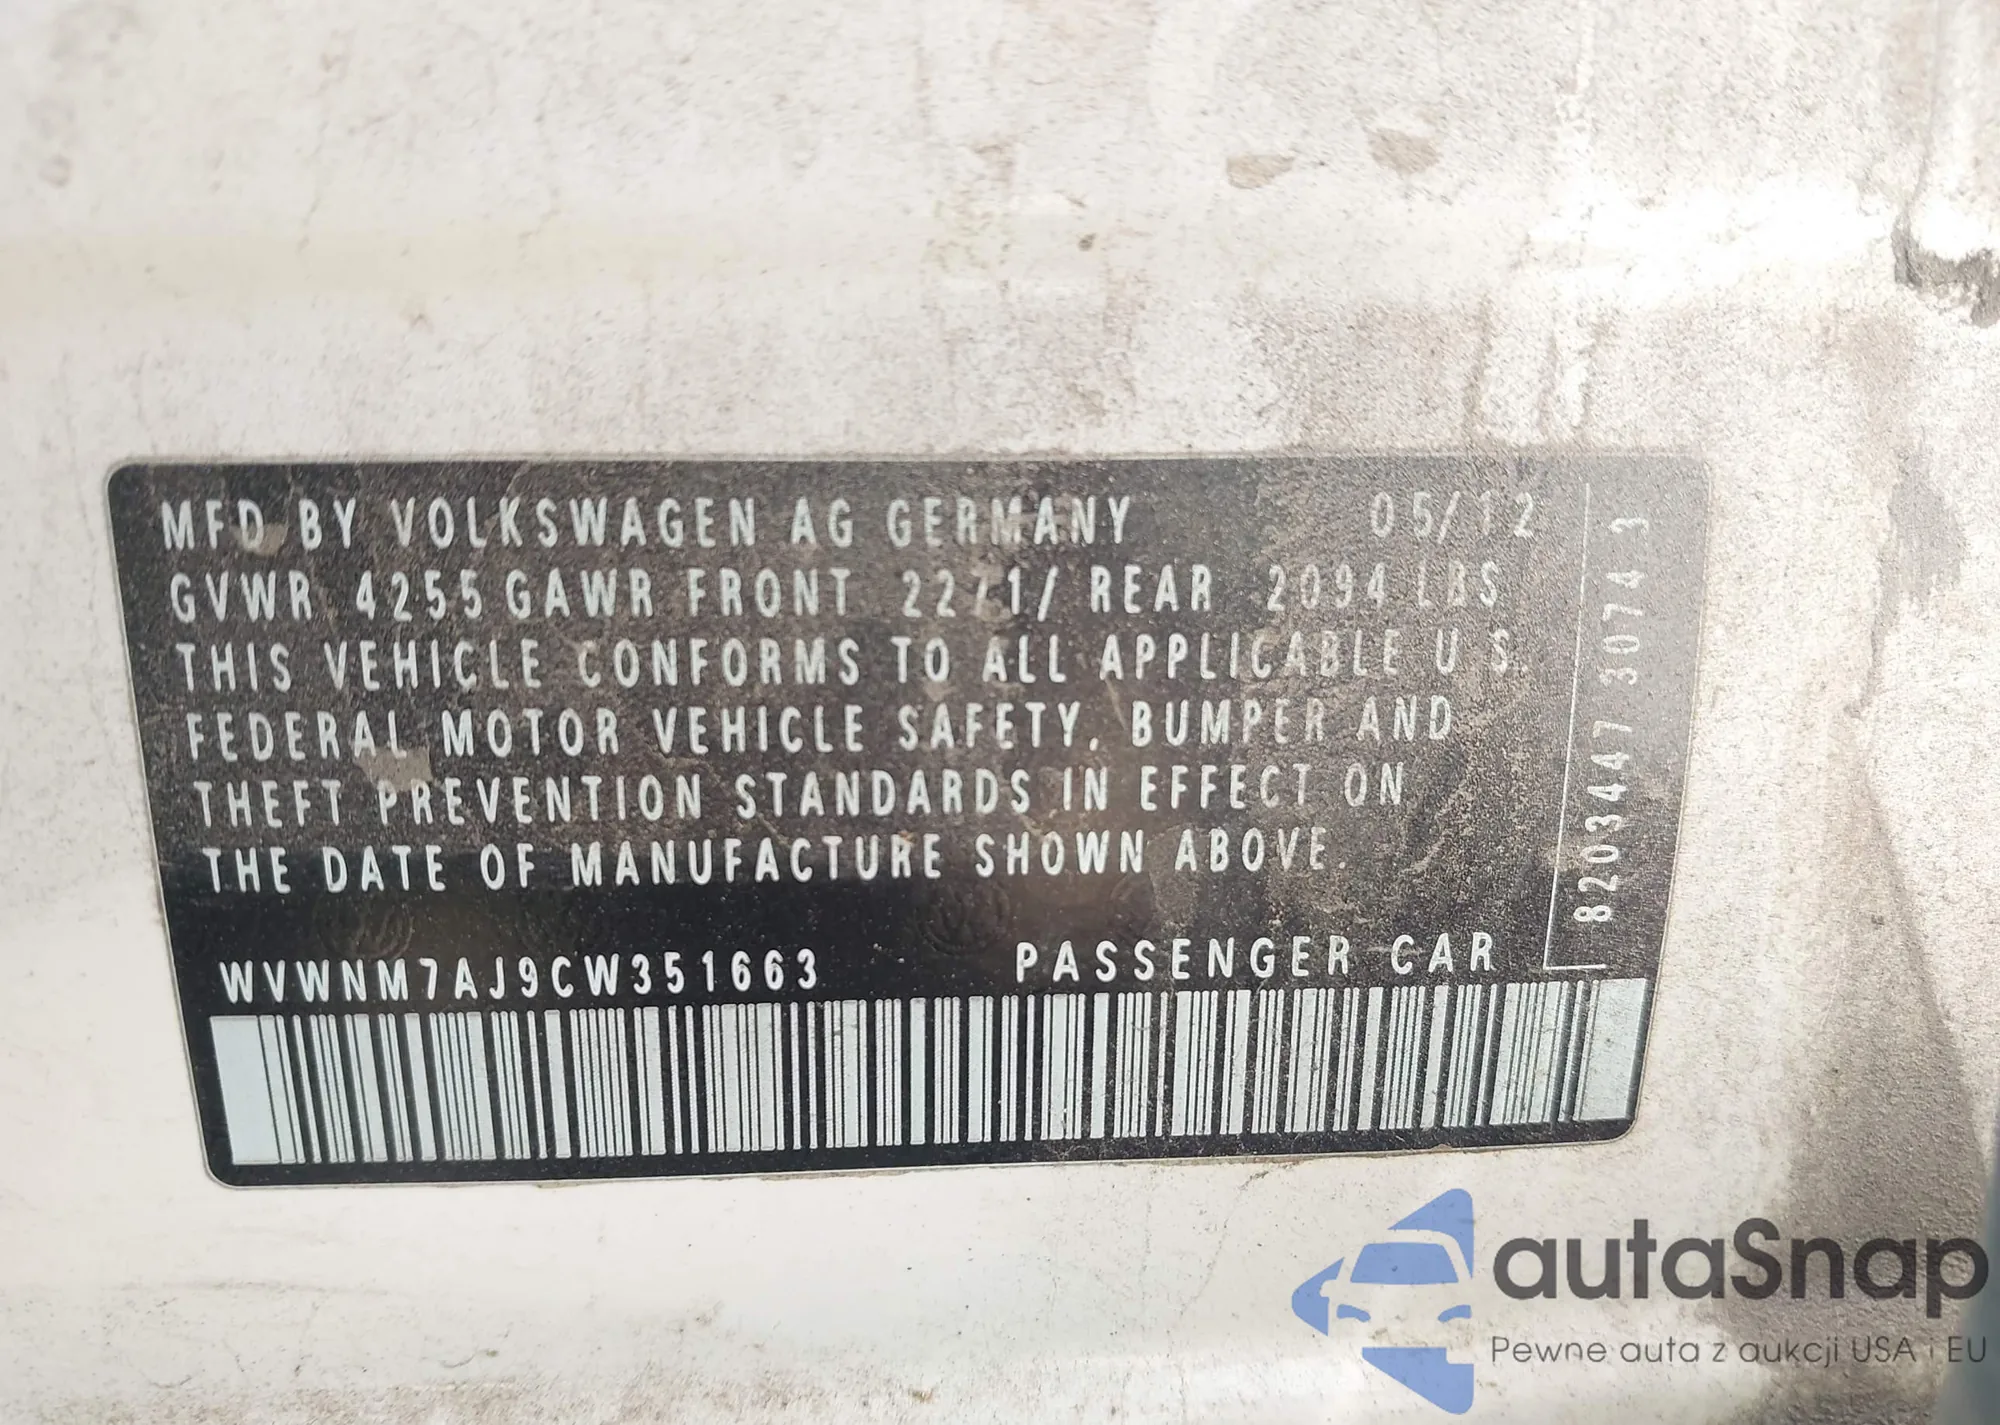 MFD BY VOLKSWAGEN AG GERMANY 05/12
GVWR 4255 GAWR FRONT 2271/ REAR 2094 LBS
THIS VEHICLE CONFORMS TO ALL APPLICABLE U.S.
FEDERAL MOTOR VEHICLE SAFETY, BUMPER AND
THEFT PREVENTION STANDARDS IN EFFECT ON
THE DATE OF MANUFACTURE SHOWN ABOVE.
WVWNM7AJ9CW351663 PASSENGER CAR
8203447 3074 3
autaSnap
Pewne auta z aukcji USA i EU